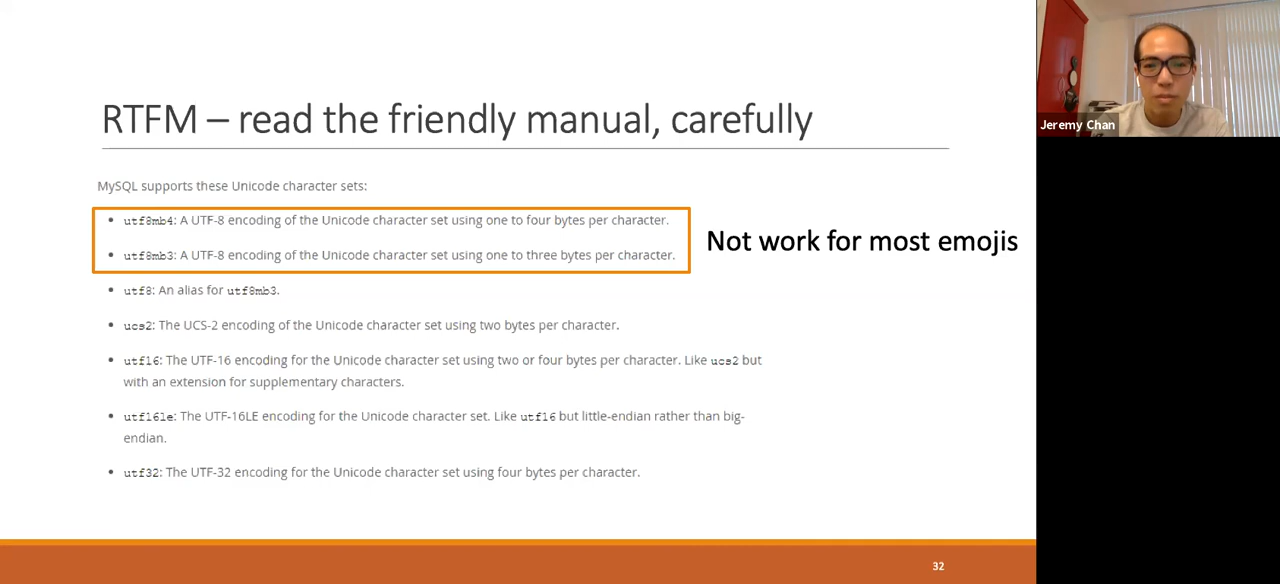 RTFM – read the friendly manual, carefully
MySQL supports these Unicode character sets:
• utf8mb4: A UTF-8 encoding of the Unicode character set using one to four bytes per character.
• utf8mb3: A UTF-8 encoding of the Unicode character set using one to three bytes per character.
Not work for most emojis
• utf8: An alias for utf8mb3.
• ucs2: The UCS-2 encoding of the Unicode character set using two bytes per character.
• utf16: The UTF-16 encoding for the Unicode character set using two or four bytes per character. Like ucs2 but
with an extension for supplementary characters.
• utf16le: The UTF-16LE encoding for the Unicode character set. Like utf16 but little-endian rather than big-
endian.
• utf32: The UTF-32 encoding for the Unicode character set using four bytes per character.
32
Jeremy Chan